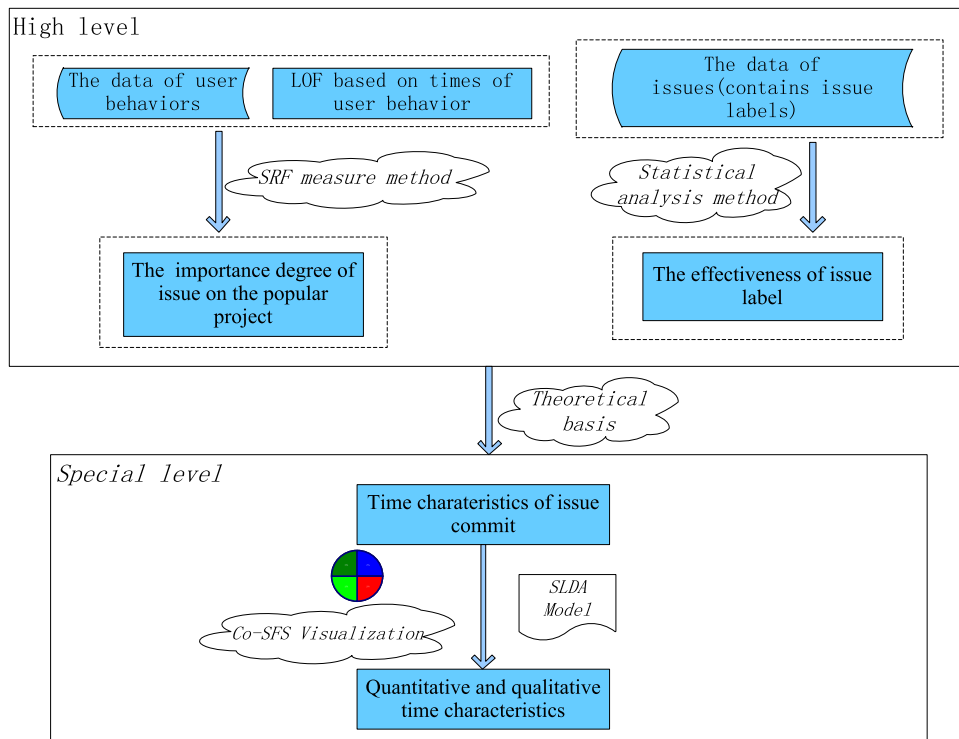 High level
The data of user
behaviors
LOF based on times of
user behavior
The data of
issues(contains issue
labels)
SRF measure method
Statistical
analysis method
The importance degree of
issue on the popular
project
The effectiveness of issue
label
Theoretical
basis
Special level
Time charateristics of issue
commit
SLDA
Model
Co-SFS Visualization
Quantitative and qualitative
time characteristics